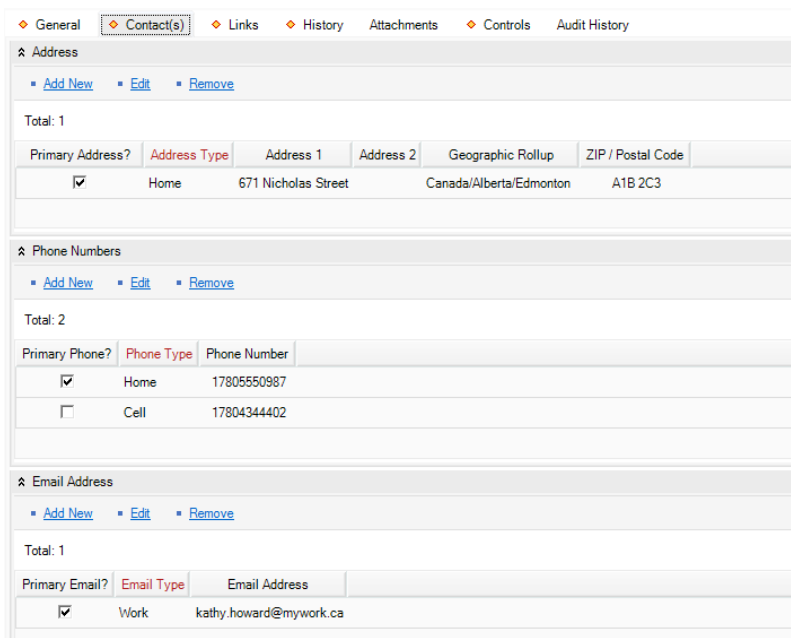 General Contact(s) Links History Attachments Controls Audit History
Address
Add New Edit Remove
Total: 1
Primary Address? Address Type Address 1 Address 2 Geographic Rollup ZIP / Postal Code
Home 671 Nicholas Street Canada/Alberta/Edmonton A1B 2C3
Phone Numbers
Add New Edit Remove
Total: 2
Primary Phone? Phone Type Phone Number
Home 17805550987
Cell 17804344402
Email Address
Add New Edit Remove
Total: 1
Primary Email? Email Type Email Address
Work kathy.howard@mywork.ca